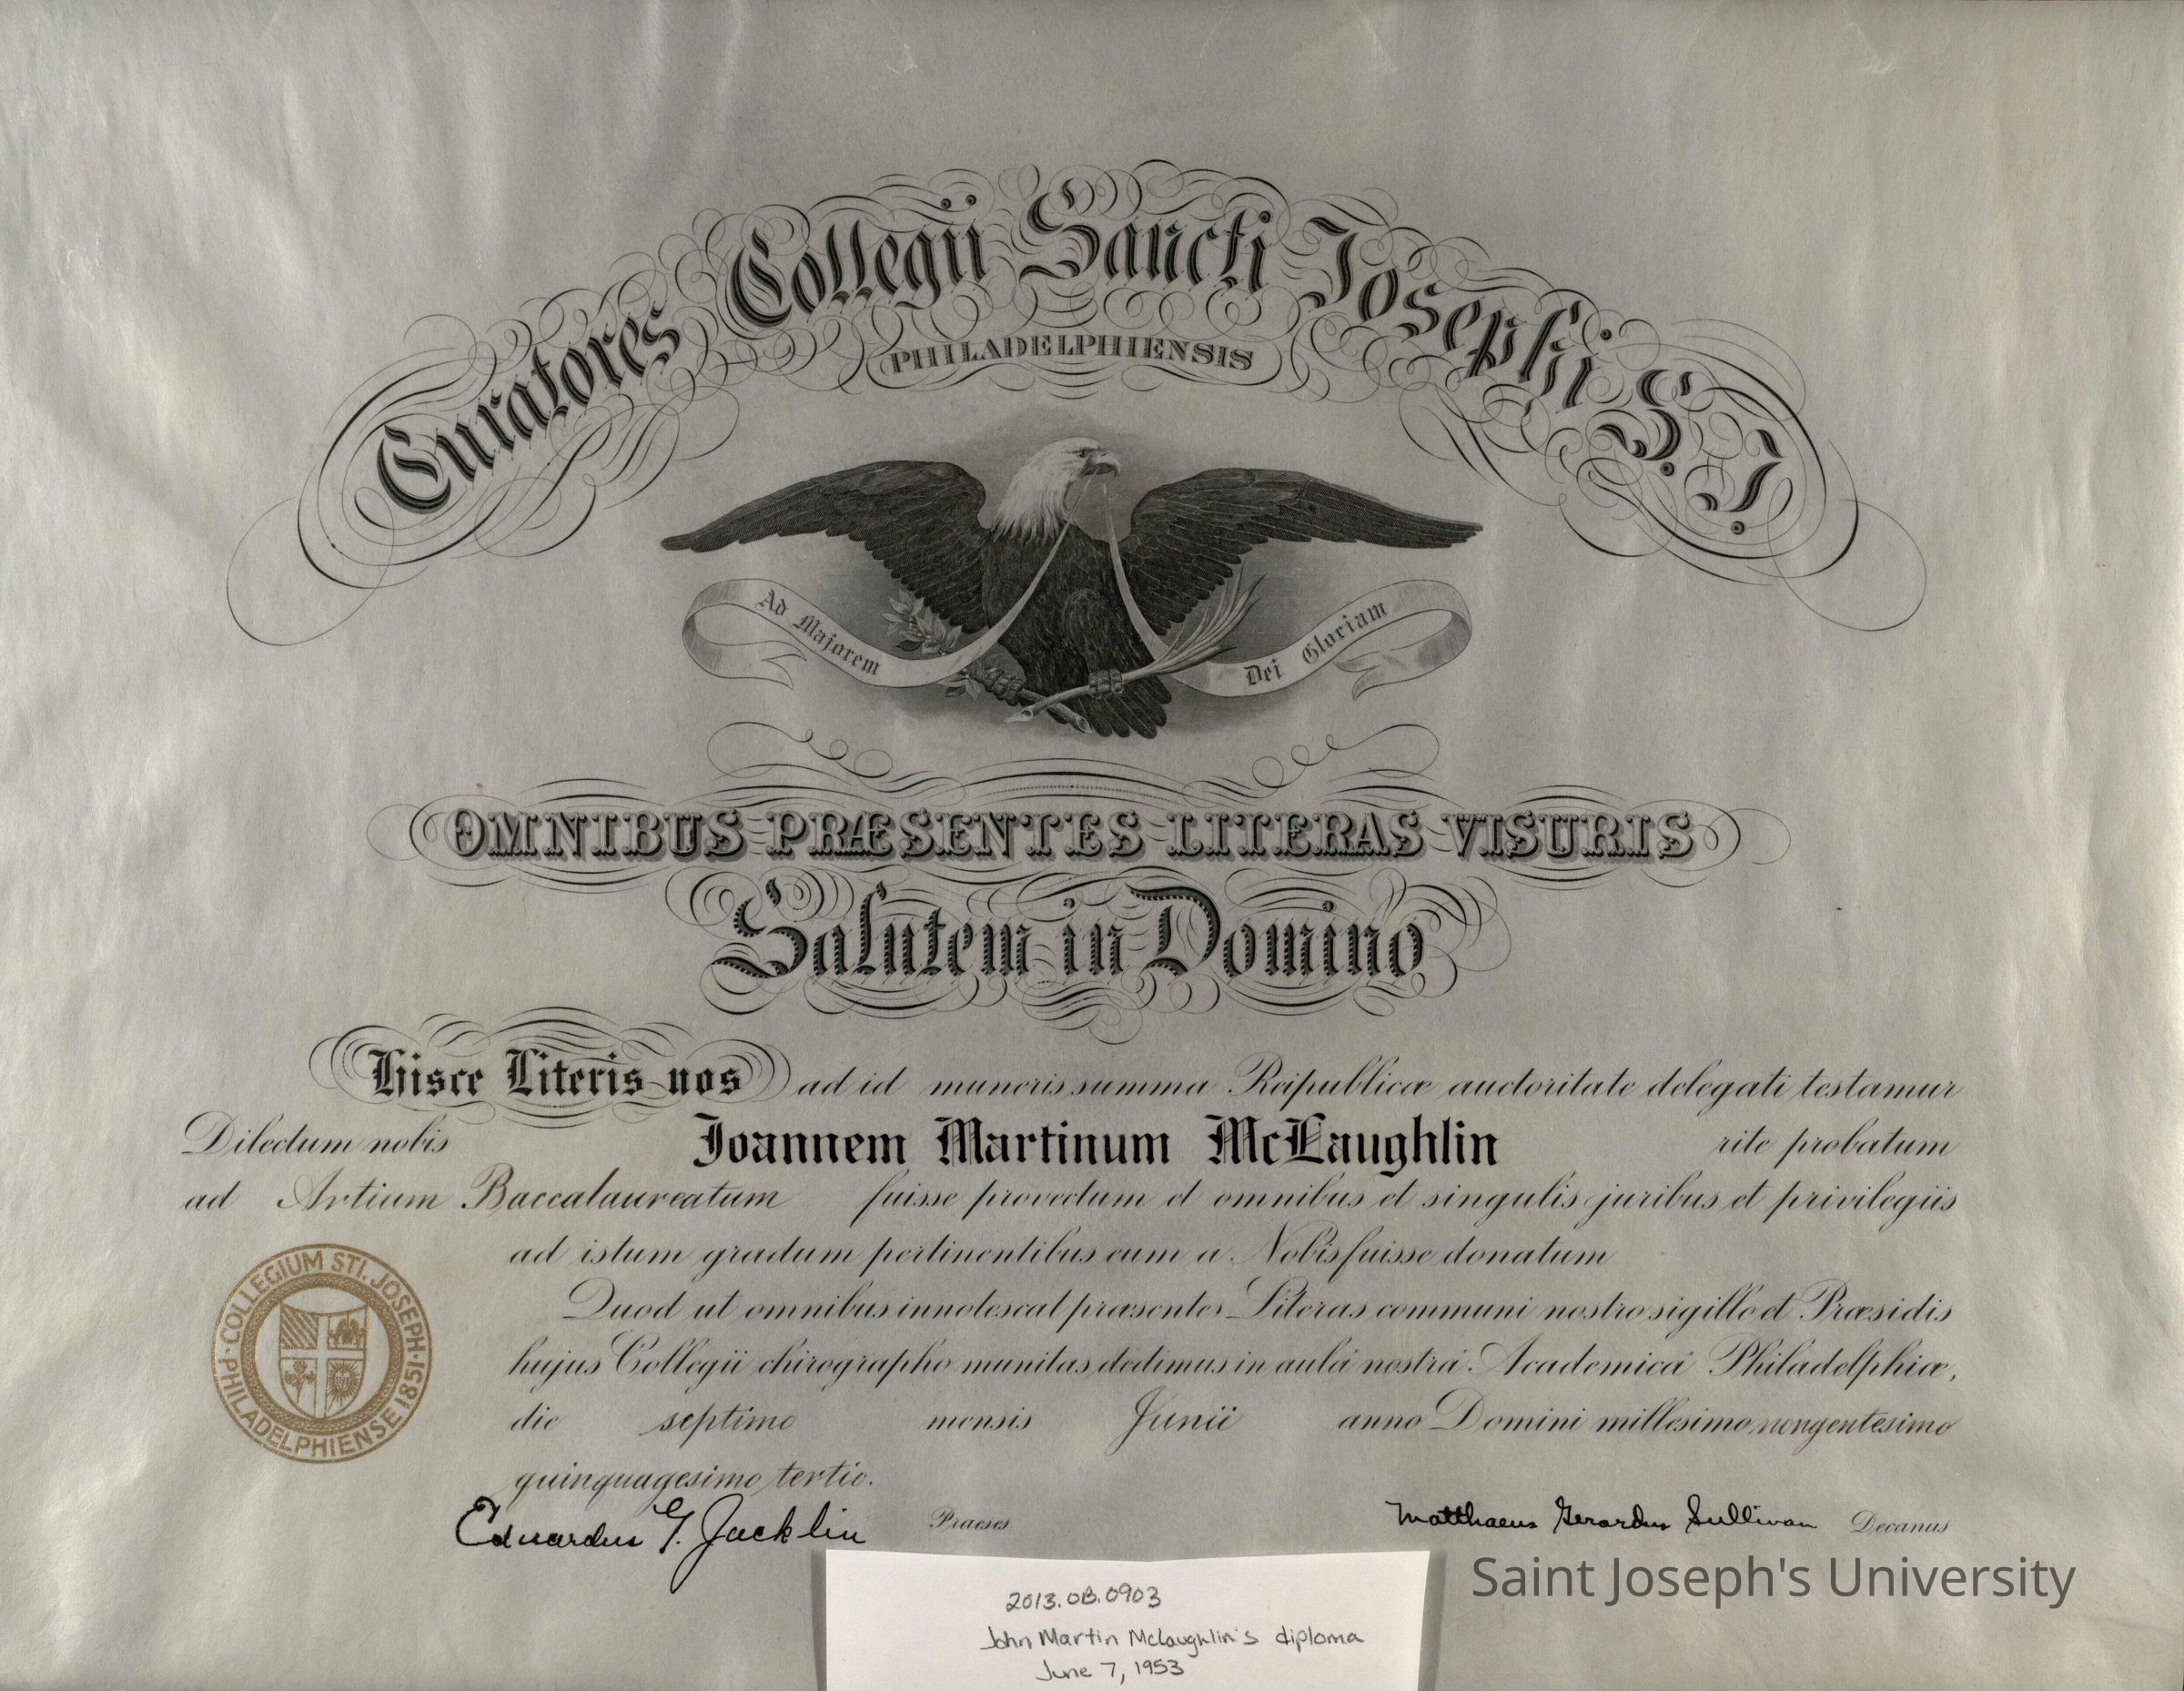 Curatores Collegii Sancti Josephi S.J.
PHILADELPHIENSIS
Ad Majorem Dei Gloriam
OMNIBUS PRÆSENTES LITERAS VISURIS
Salutem in Domino
Hisce Literis nos ad id muneris summa Reipublicæ auctoritate delegati testamur
Dilectum nobis Joannem Martinum McLaughlin rite probatum
ad Artium Baccalaureatum fuisse provectum et omnibus et singulis juribus et privilegiis
ad istum gradum pertinentibus eum a Nobis fuisse donatum
Quod ut omnibus innotescat præsentes Literas communi nostro sigillo et Præsidis
hujus Collegii chirographo munitas dedimus in aulâ nostrâ Academicâ Philadelphiæ,
die septimo mensis Junii anno Domini millesimo nongentesimo
quinquagesimo tertio.
COLLEGIUM STI. JOSEPH · 1851
· PHILADELPHIENSE
Eduardus G. Jacklin Praeses
Matthaeus Gerardus Sullivan Decanus
Saint Joseph's University
2013.OB.0903
John Martin McLaughlin's diploma
June 7, 1953